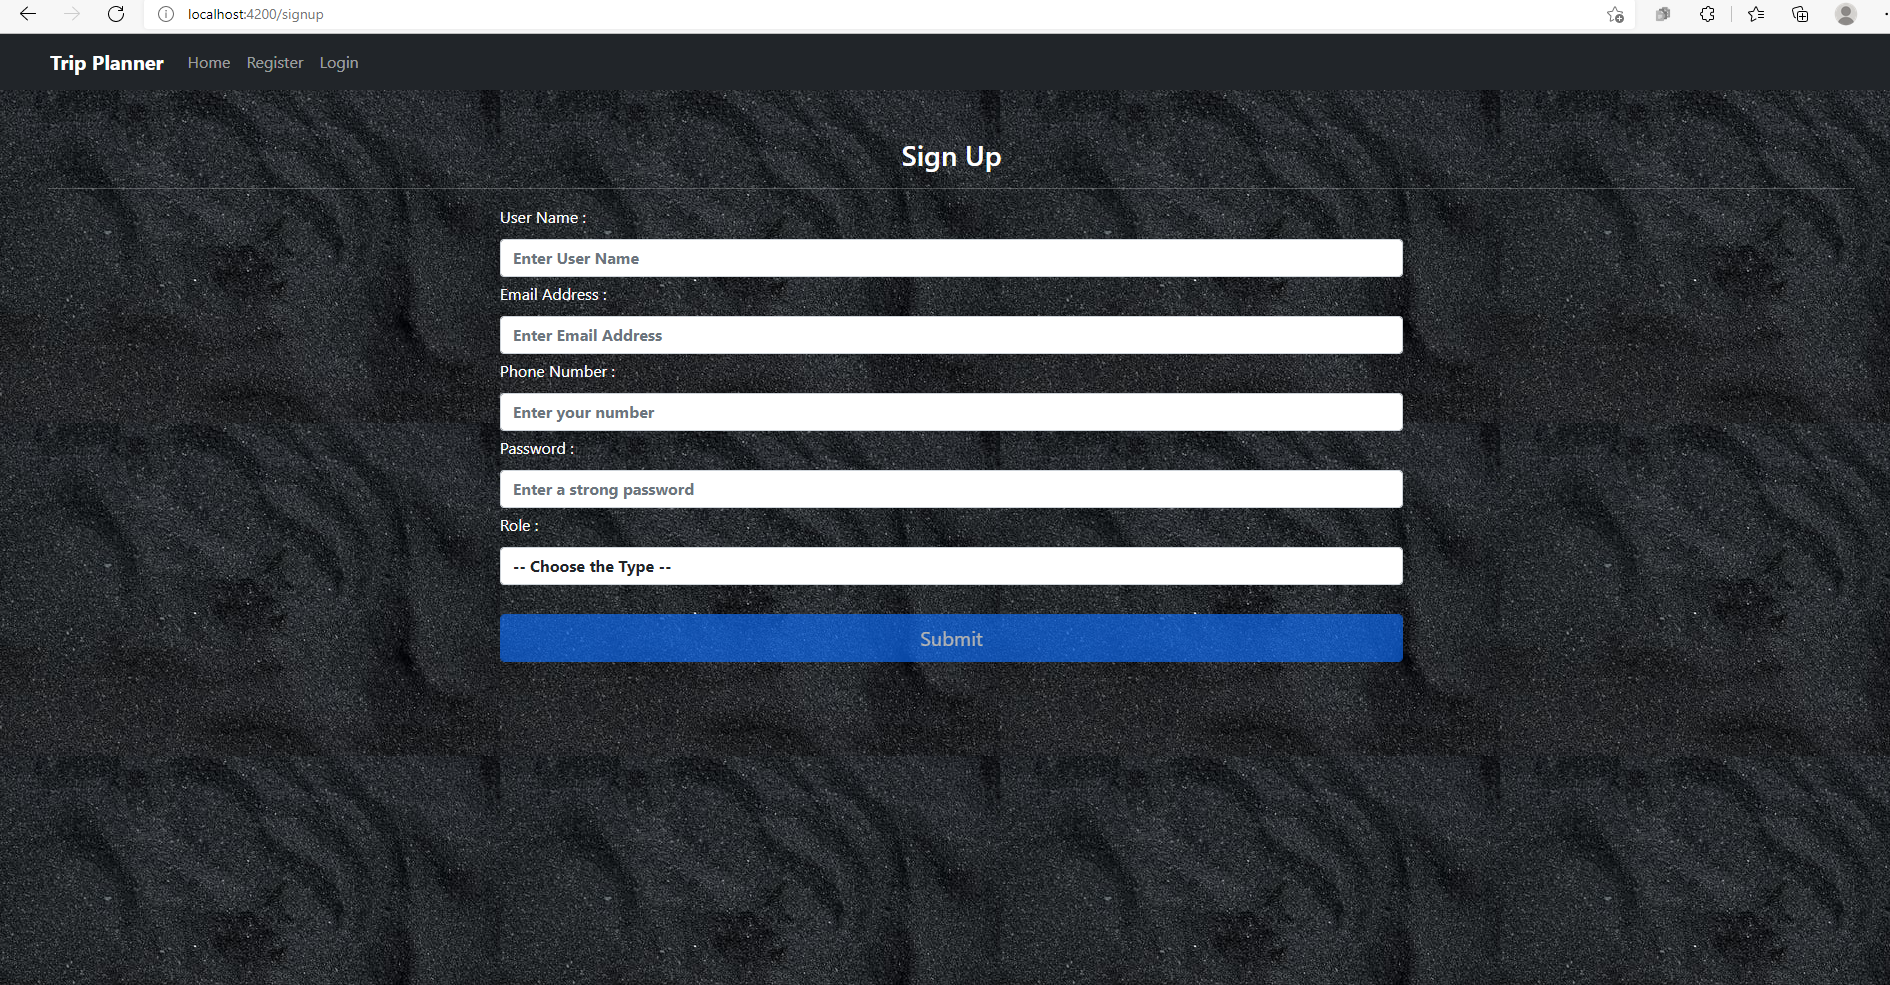 localhost:4200/signup
Trip Planner Home Register Login
Sign Up
User Name :
Enter User Name
Email Address :
Enter Email Address
Phone Number :
Enter your number
Password :
Enter a strong password
Role :
-- Choose the Type --
Submit